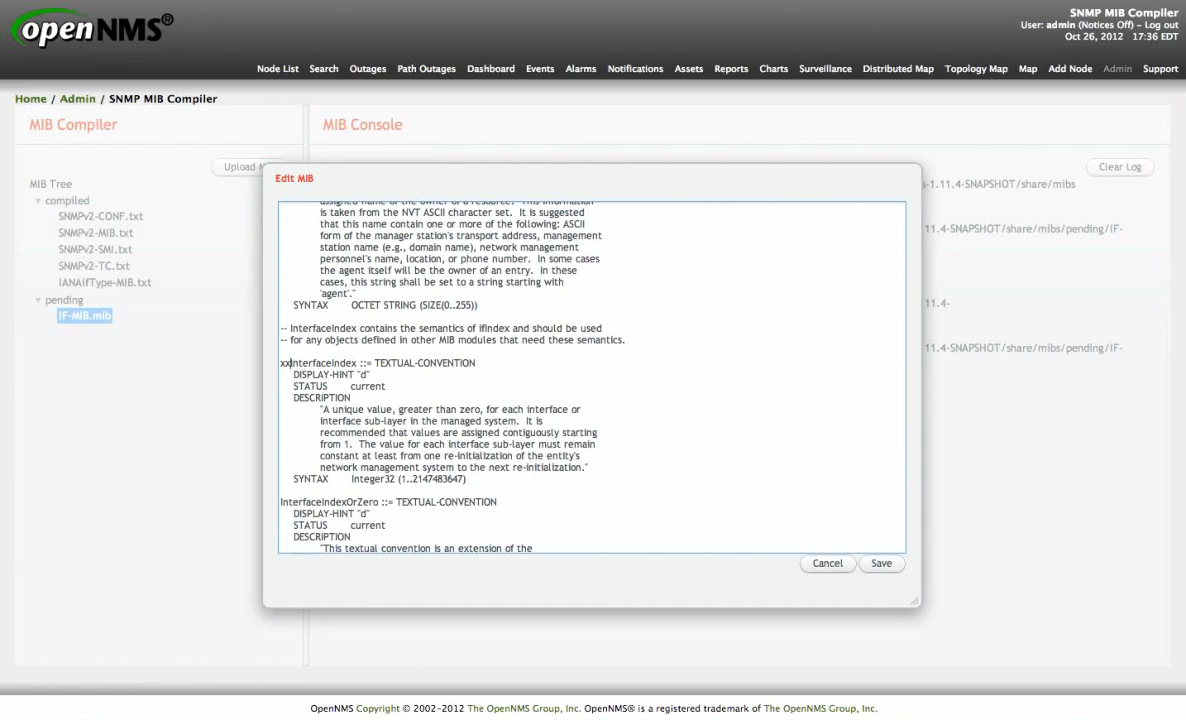 openNMS®
SNMP MIB Compiler
User: admin (Notices Off) – Log out
Oct 26, 2012 17:36 EDT
Node List Search Outages Path Outages Dashboard Events Alarms Notifications Assets Reports Charts Surveillance Distributed Map Topology Map Map Add Node Admin Support
Home / Admin / SNMP MIB Compiler
MIB Compiler
MIB Console
Upload
Clear Log
MIB Tree
compiled
SNMPv2-CONF.txt
SNMPv2-MIB.txt
SNMPv2-SMI.txt
SNMPv2-TC.txt
IANAifType-MIB.txt
pending
IF-MIB.mib
s-1.11.4-SNAPSHOT/share/mibs
11.4-SNAPSHOT/share/mibs/pending/IF-
11.4-
11.4-SNAPSHOT/share/mibs/pending/IF-
Edit MIB
assigned name of the owner of a resource. This information
is taken from the NVT ASCII character set. It is suggested
that this name contain one or more of the following: ASCII
form of the manager station's transport address, management
station name (e.g., domain name), network management
personnel's name, location, or phone number. In some cases
the agent itself will be the owner of an entry. In these
cases, this string shall be set to a string starting with
'agent'."
SYNTAX OCTET STRING (SIZE(0..255))
-- InterfaceIndex contains the semantics of ifIndex and should be used
-- for any objects defined in other MIB modules that need these semantics.
xxInterfaceIndex ::= TEXTUAL-CONVENTION
DISPLAY-HINT "d"
STATUS current
DESCRIPTION
"A unique value, greater than zero, for each interface or
interface sub-layer in the managed system. It is
recommended that values are assigned contiguously starting
from 1. The value for each interface sub-layer must remain
constant at least from one re-initialization of the entity's
network management system to the next re-initialization."
SYNTAX Integer32 (1..2147483647)
InterfaceIndexOrZero ::= TEXTUAL-CONVENTION
DISPLAY-HINT "d"
STATUS current
DESCRIPTION
"This textual convention is an extension of the
Cancel Save
OpenNMS Copyright © 2002-2012 The OpenNMS Group, Inc. OpenNMS® is a registered trademark of The OpenNMS Group, Inc.